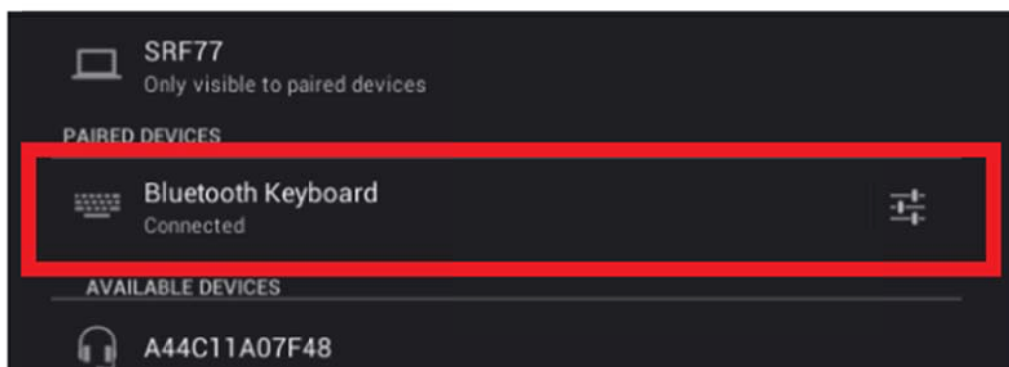 SRF77
Only visible to paired devices
PAIRED DEVICES
Bluetooth Keyboard
Connected
AVAILABLE DEVICES
A44C11A07F48